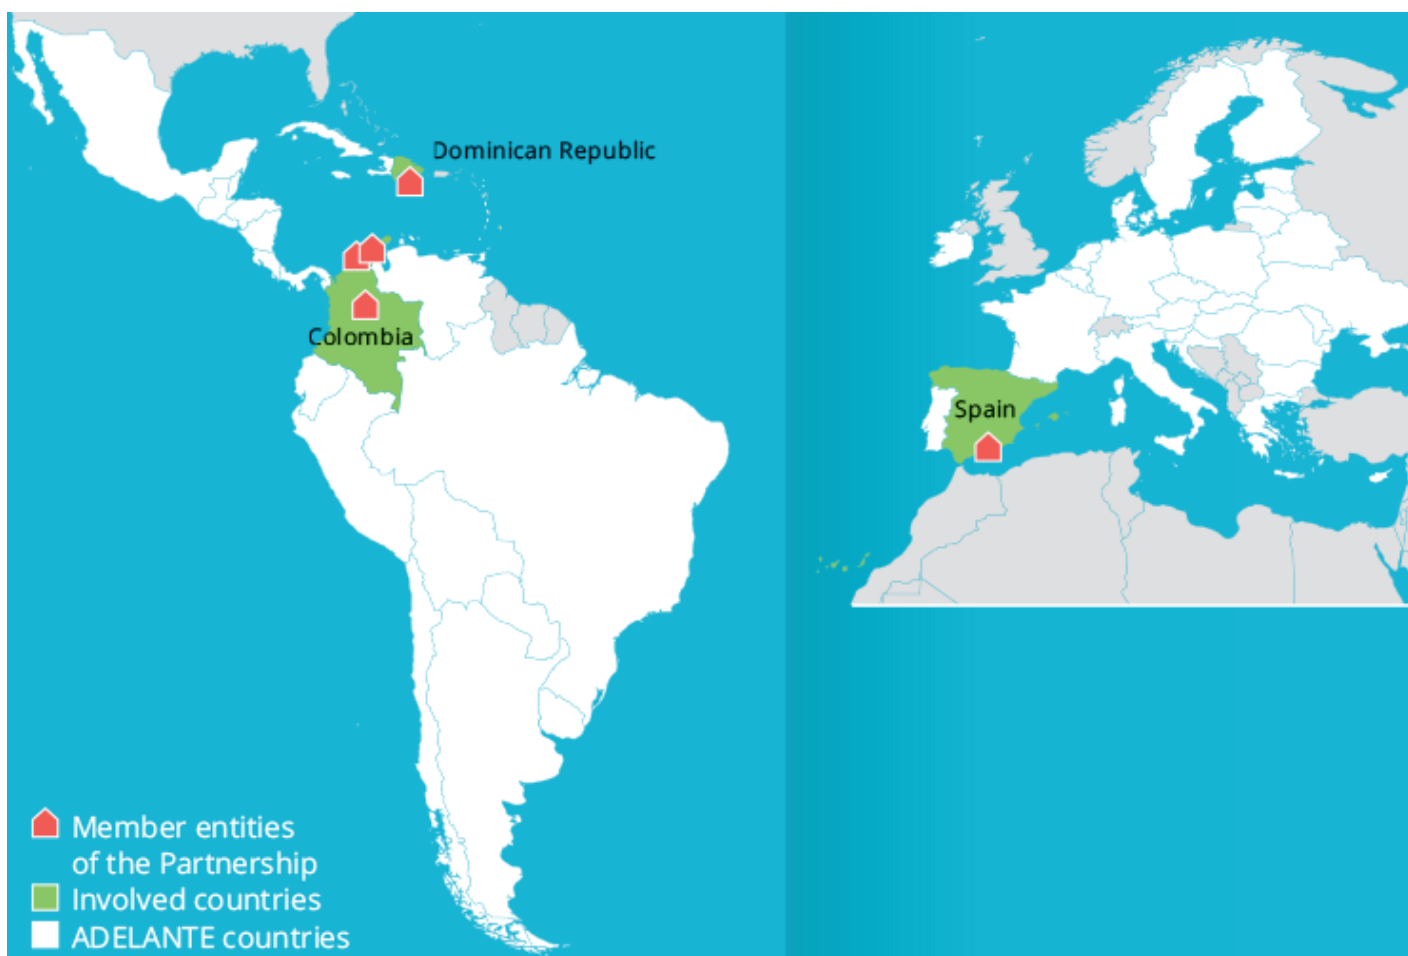 Dominican Republic
Colombia
Spain
Member entities
of the Partnership
Involved countries
ADELANTE countries